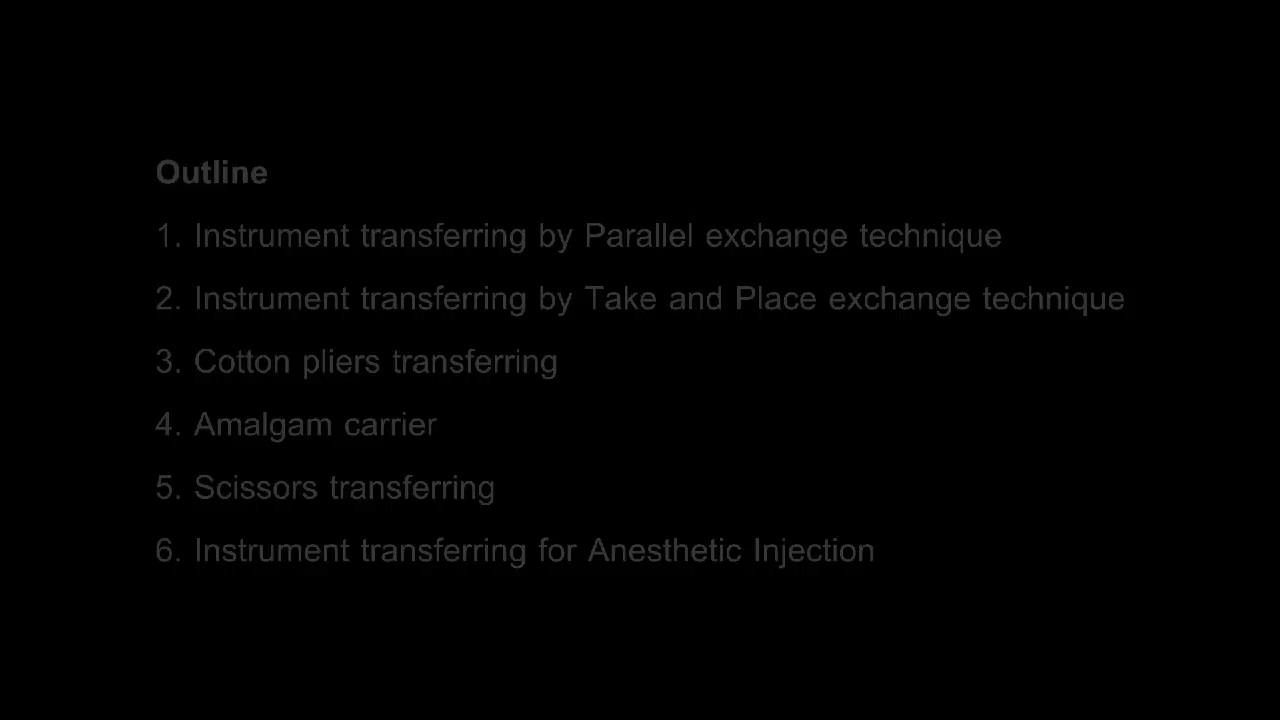 Outline
1. Instrument transferring by Parallel exchange technique
2. Instrument transferring by Take and Place exchange technique
3. Cotton pliers transferring
4. Amalgam carrier
5. Scissors transferring
6. Instrument transferring for Anesthetic Injection